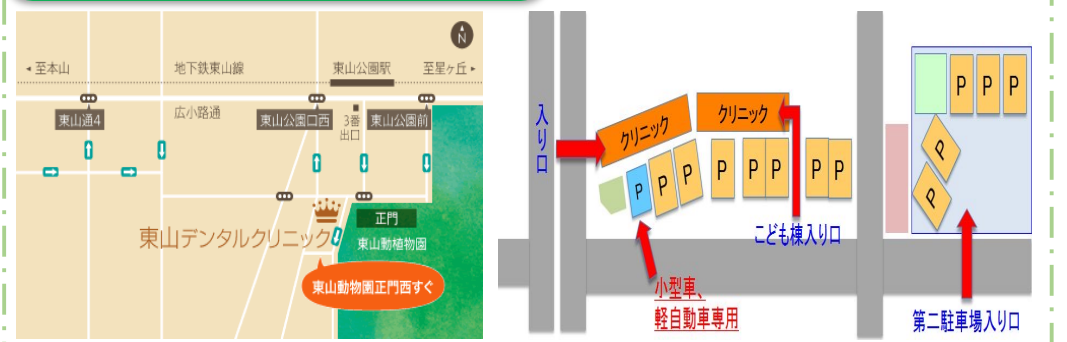 N
至本山
地下鉄東山線
東山公園駅
至星ヶ丘
東山通4
広小路通
東山公園口西
3番
出口
東山公園前
正門
東山動植物園
東山デンタルクリニック
東山動物園正門西すぐ
入り口
クリニック
クリニック
P
P
P
P
P
P
P
P
こども棟入り口
小型車、
軽自動車専用
P
P
P
P
P
第二駐車場入り口